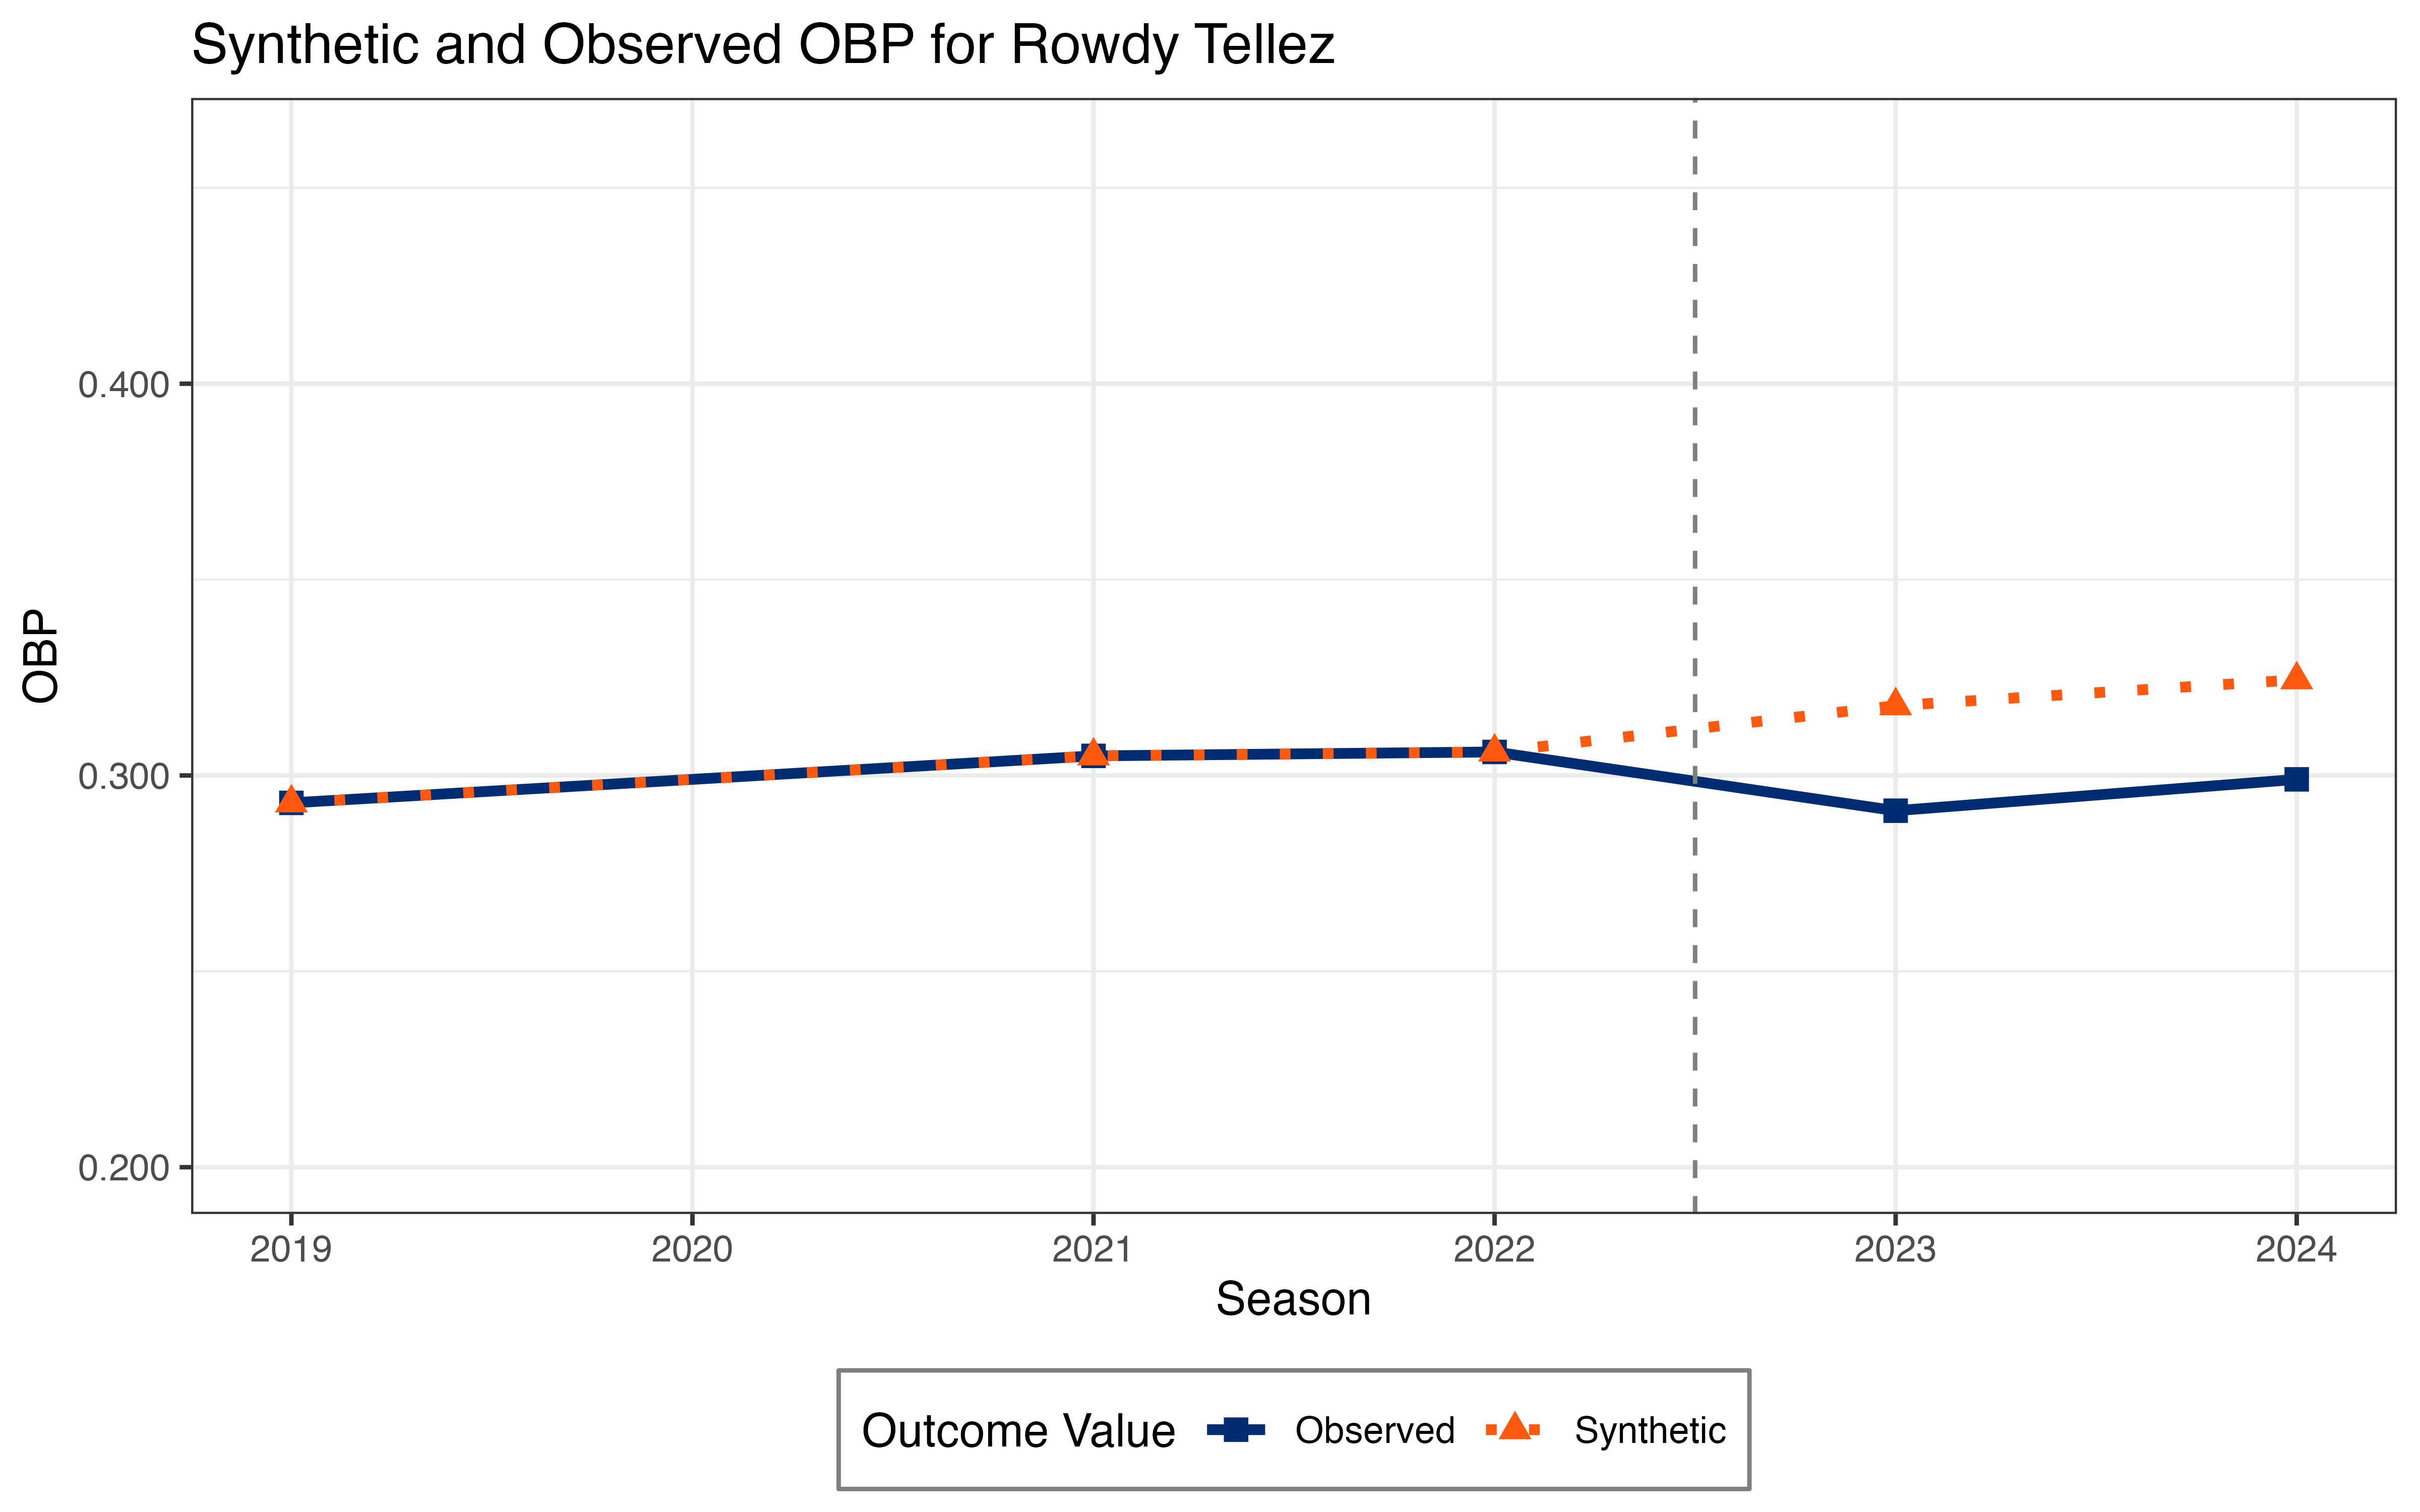 Synthetic and Observed OBP for Rowdy Tellez
OBP
0.400
0.300
0.200
2019 2020 2021 2022 2023 2024
Season
Outcome Value Observed Synthetic